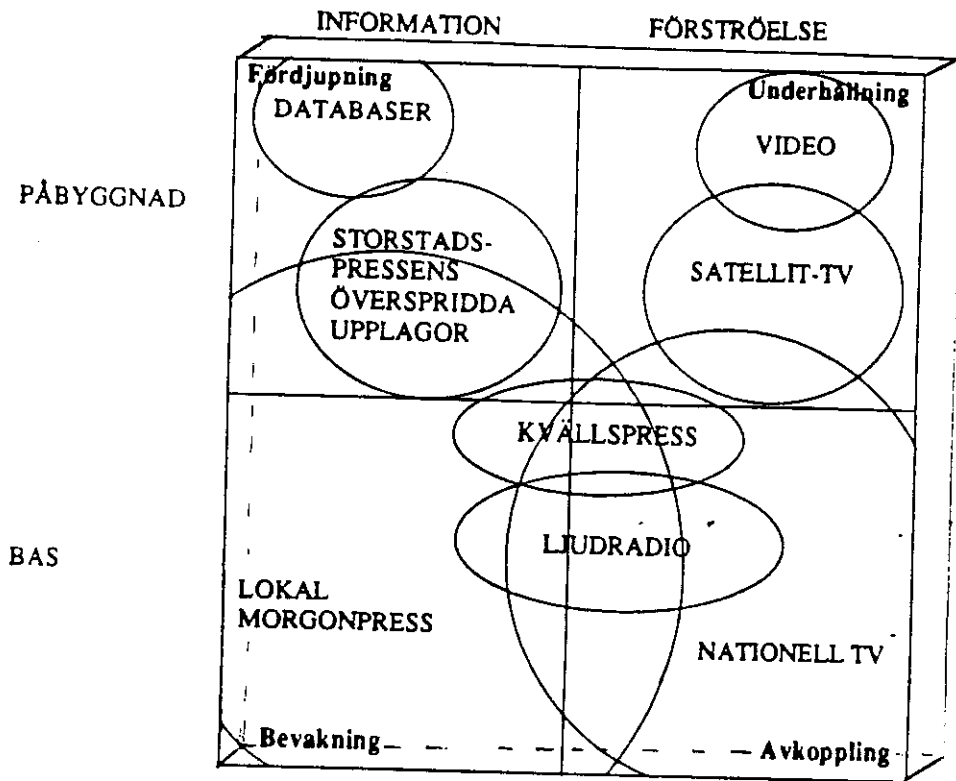 INFORMATION
FÖRSTRÖELSE
Fördjupning
DATABASER
Underhållning
VIDEO
PÅBYGGNAD
STORSTADS-
PRESSENS
ÖVERSPRIDDA
UPPLAGOR
SATELLIT-TV
KVÄLLSPRESS
LJUDRADIO
BAS
LOKAL
MORGONPRESS
NATIONELL TV
Bevakning
Avkoppling